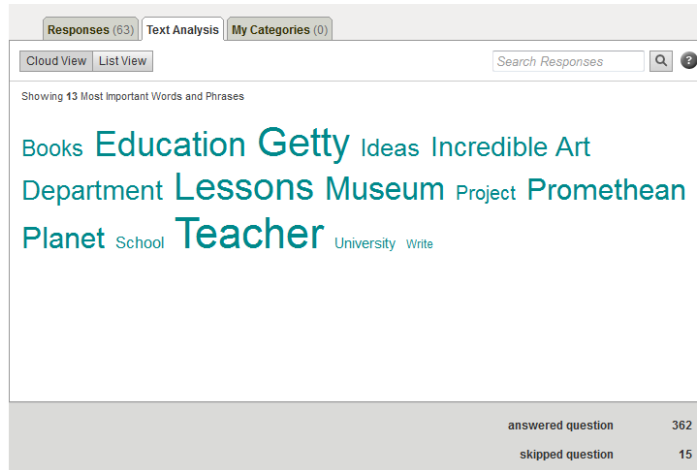 Responses (63) Text Analysis My Categories (0)
Cloud View List View Search Responses ?
Showing 13 Most Important Words and Phrases
Books Education Getty Ideas Incredible Art
Department Lessons Museum Project Promethean
Planet School Teacher University Write
answered question 362
skipped question 15